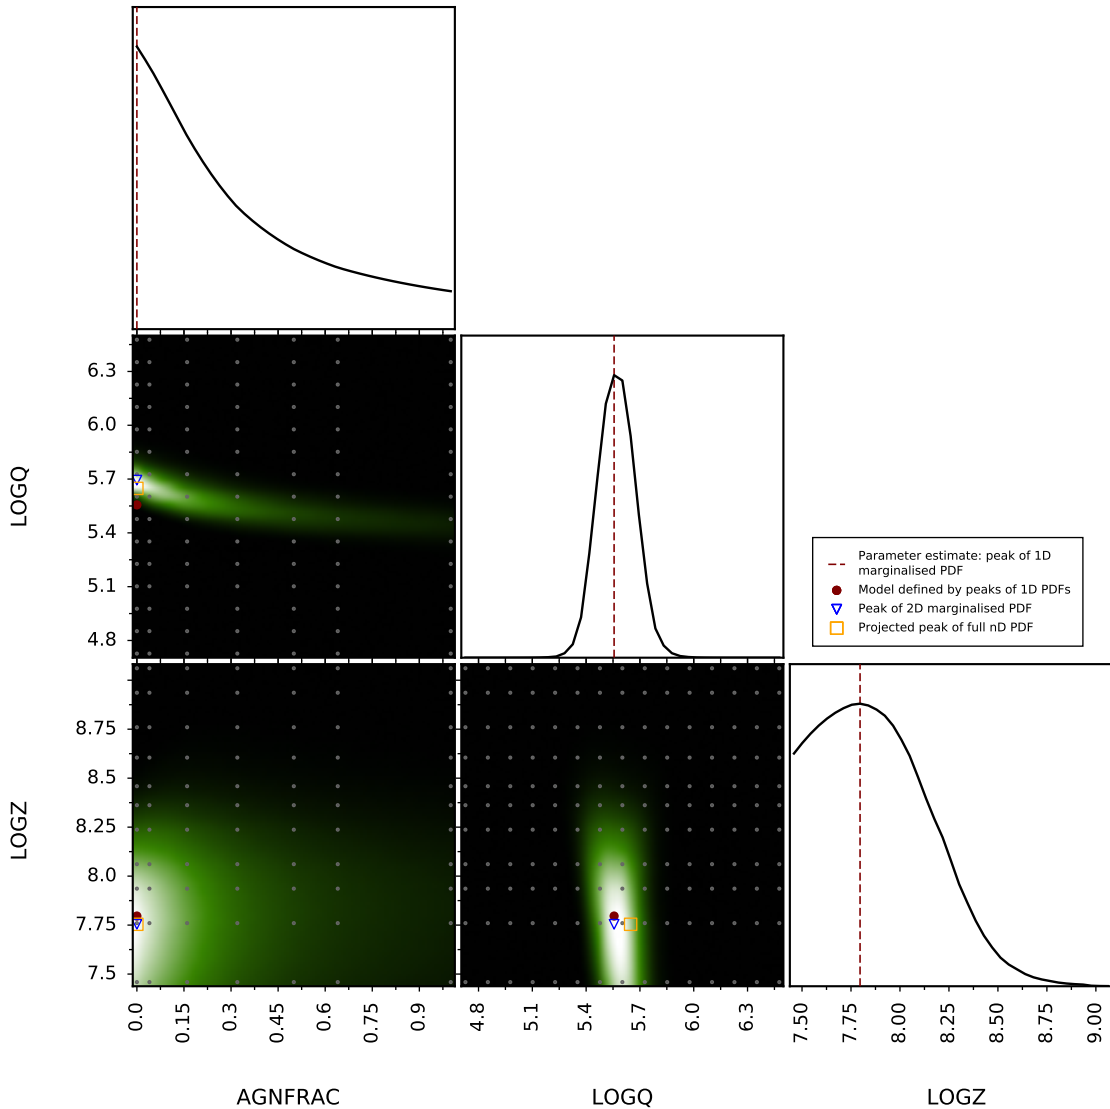 6.3
6.0
5.7
5.4
5.1
4.8
LOGQ
Parameter estimate: peak of 1D
marginalised PDF
Model defined by peaks of 1D PDFs
Peak of 2D marginalised PDF
Projected peak of full nD PDF
8.75
8.5
8.25
8.0
7.75
7.5
LOGZ
0.0 0.15 0.3 0.45 0.6 0.75 0.9
4.8 5.1 5.4 5.7 6.0 6.3
7.50 7.75 8.00 8.25 8.50 8.75 9.00
AGNFRAC LOGQ LOGZ